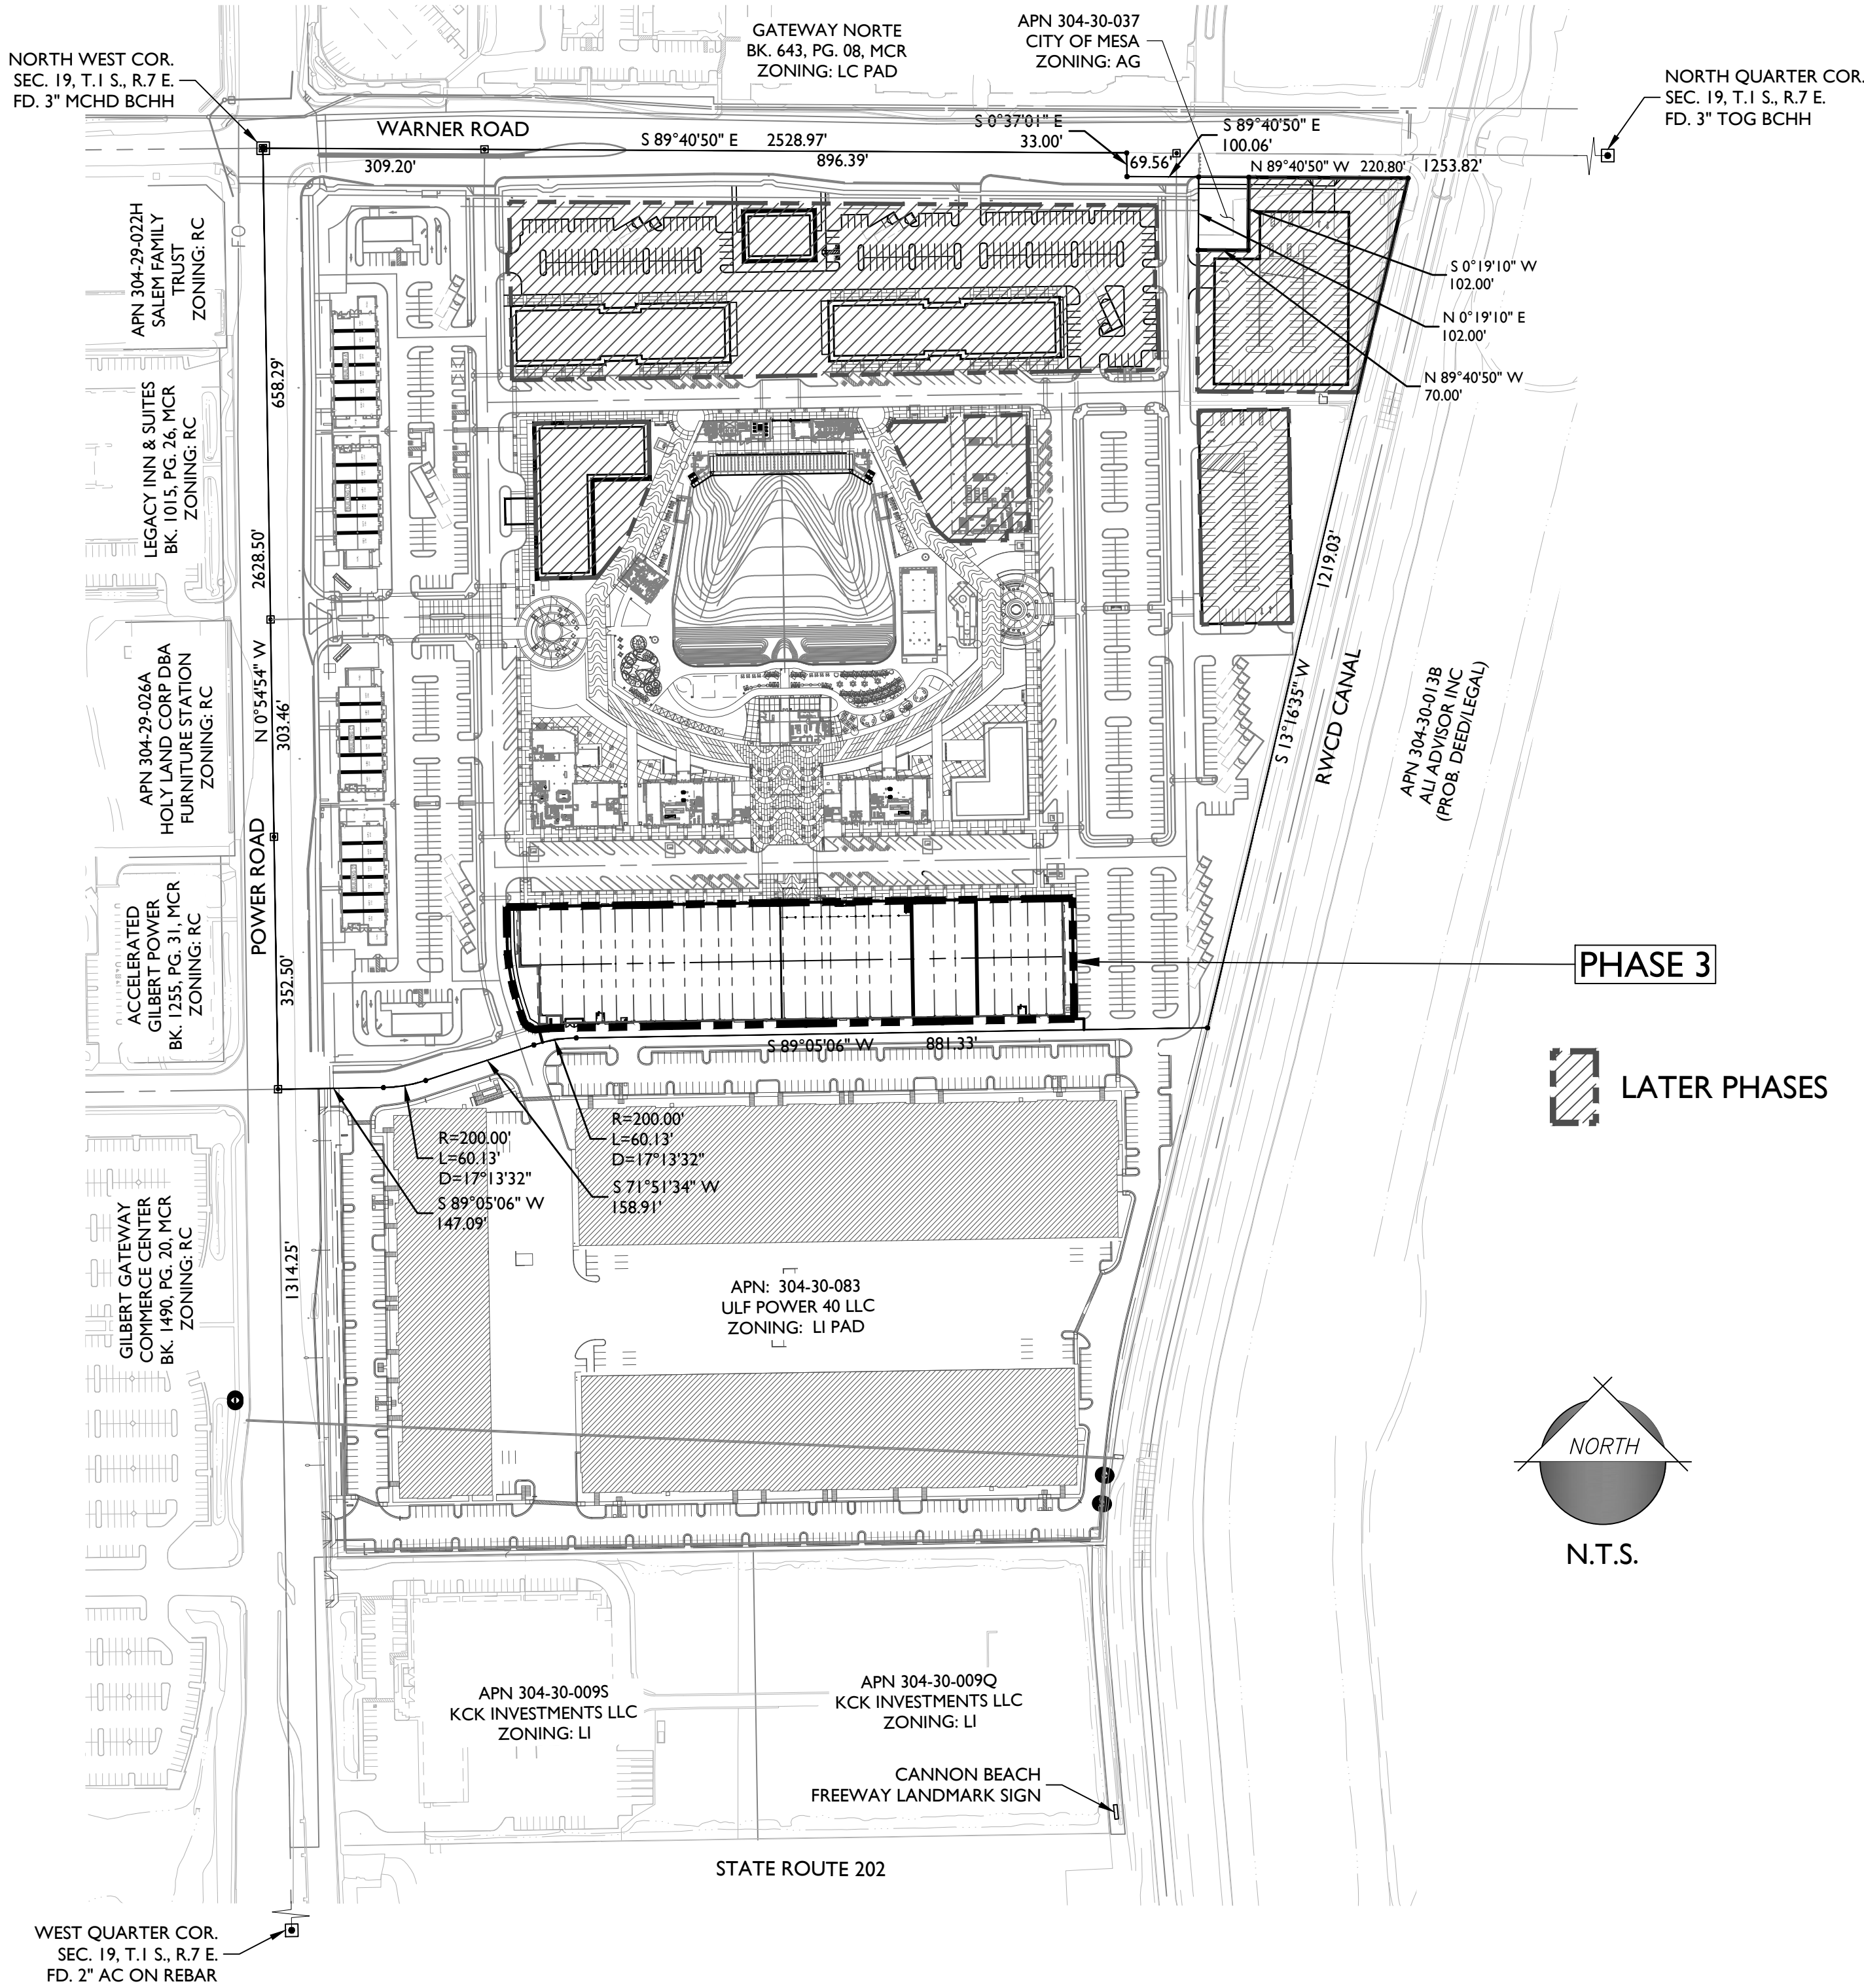 GATEWAY NORTE
BK. 643, PG. 08, MCR
ZONING: LC PAD
APN 304-30-037
CITY OF MESA
ZONING: AG
NORTH WEST COR.
SEC. 19, T.1 S., R.7 E.
FD. 3" MCHD BCHH
NORTH QUARTER COR.
SEC. 19, T.1 S., R.7 E.
FD. 3" TOG BCHH
WARNER ROAD
S 89°40'50" E 2528.97'
S 0°37'01" E
33.00'
S 89°40'50" E
100.06'
309.20'
896.39'
69.56'
N 89°40'50" W 220.80'
1253.82'
S 0°19'10" W
102.00'
N 0°19'10" E
102.00'
N 89°40'50" W
70.00'
FO
APN 304-29-022H
SALEM FAMILY
TRUST
ZONING: RC
658.29'
LEGACY INN & SUITES
BK. 1015, PG. 26, MCR
ZONING: RC
2628.50'
N 0°54'54" W
303.46'
APN 304-29-026A
HOLY LAND CORP DBA
FURNITURE STATION
ZONING: RC
POWER ROAD
ACCELERATED
GILBERT POWER
BK. 1255, PG. 31, MCR
ZONING: RC
352.50'
1219.03'
S 13°16'35" W
RWCD CANAL
APN 304-30-013B
ALI ADVISOR INC
(PROB. DEED/LEGAL)
PHASE 3
LATER PHASES
S 89°05'06" W 881.33'
R=200.00'
L=60.13'
D=17°13'32"
S 71°51'34" W
158.91'
R=200.00'
L=60.13'
D=17°13'32"
S 89°05'06" W
147.09'
GILBERT GATEWAY
COMMERCE CENTER
BK. 1490, PG. 20, MCR
ZONING: RC
1314.25'
APN: 304-30-083
ULF POWER 40 LLC
ZONING: LI PAD
NORTH
N.T.S.
APN 304-30-009S
KCK INVESTMENTS LLC
ZONING: LI
APN 304-30-009Q
KCK INVESTMENTS LLC
ZONING: LI
CANNON BEACH
FREEWAY LANDMARK SIGN
STATE ROUTE 202
WEST QUARTER COR.
SEC. 19, T.1 S., R.7 E.
FD. 2" AC ON REBAR